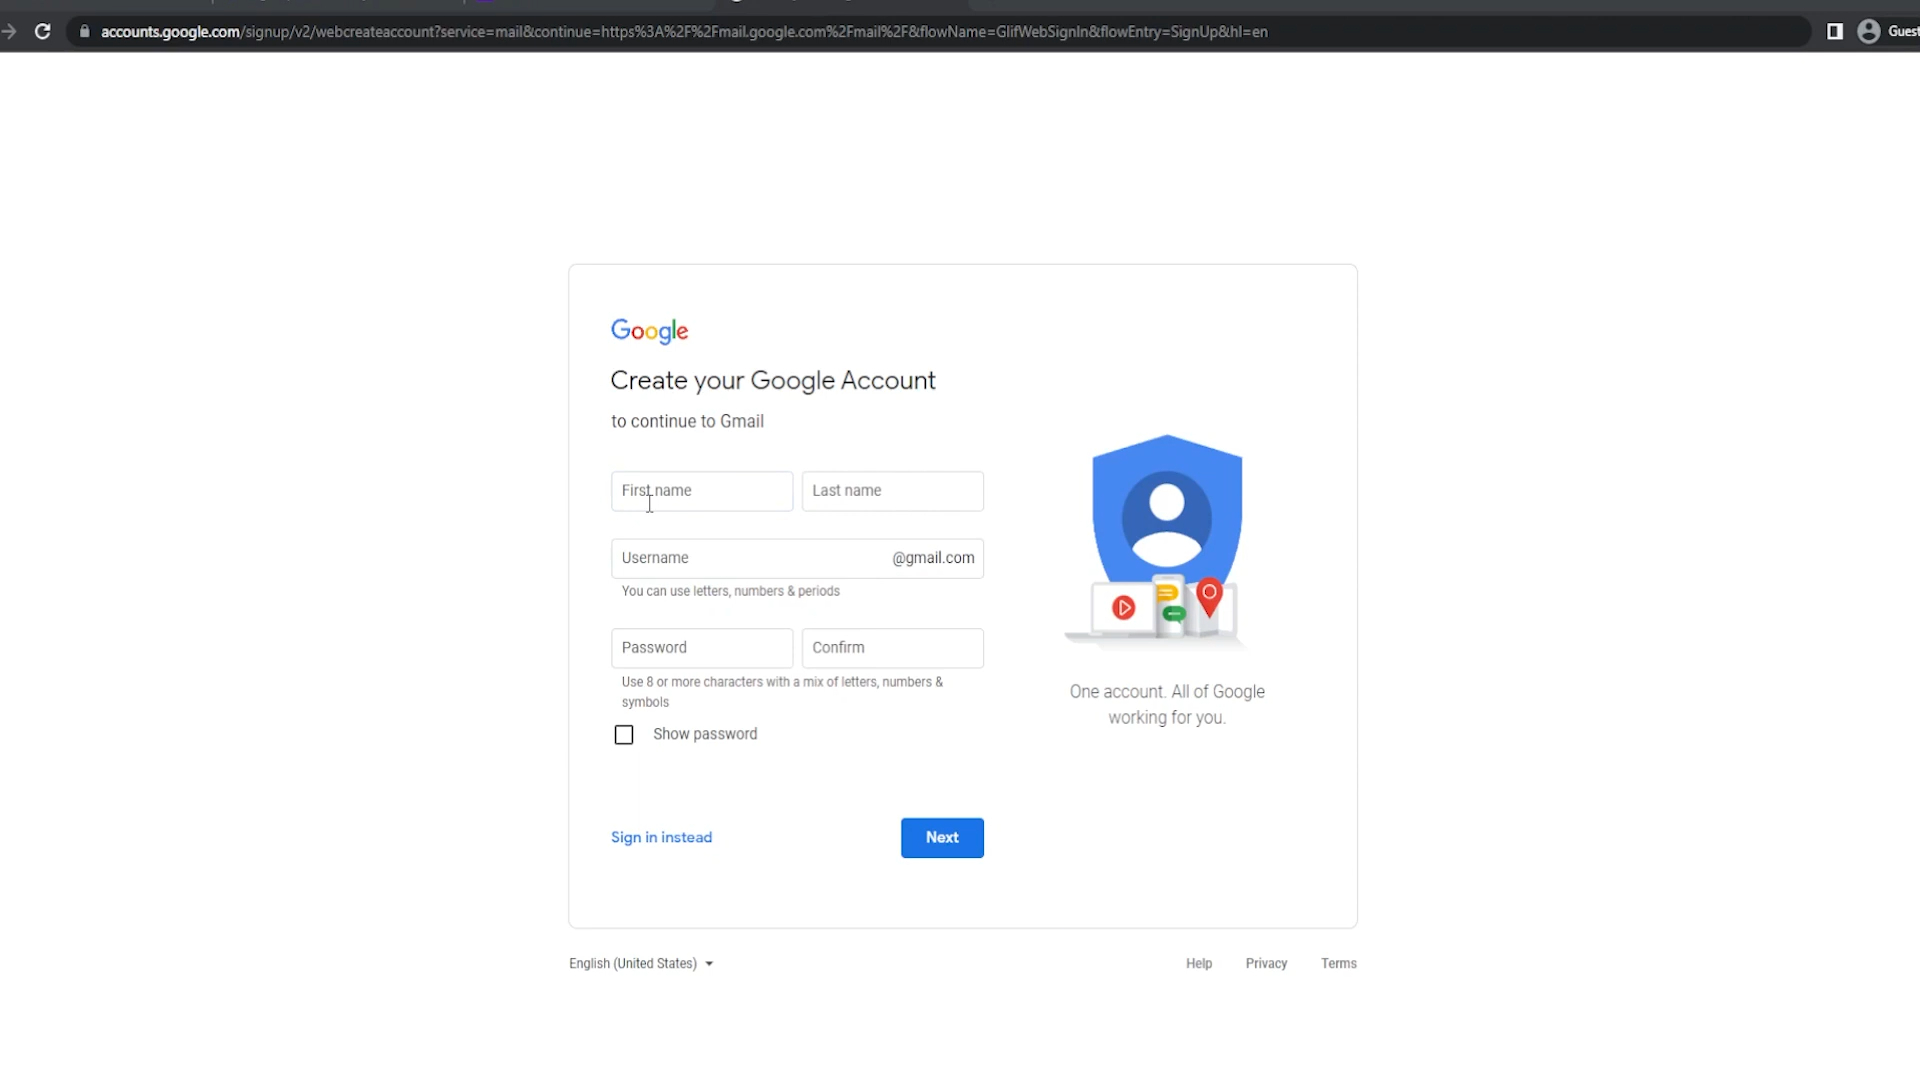 accounts.google.com/signup/v2/webcreateaccount?service=mail&continue=https%3A%2F%2Fmail.google.com%2Fmail%2F&flowName=GlifWebSignIn&flowEntry=SignUp&hl=en
Guest
Google
Create your Google Account
to continue to Gmail
First name
Last name
Username
@gmail.com
You can use letters, numbers & periods
Password
Confirm
Use 8 or more characters with a mix of letters, numbers &
symbols
Show password
One account. All of Google
working for you.
Sign in instead
Next
English (United States)
Help
Privacy
Terms